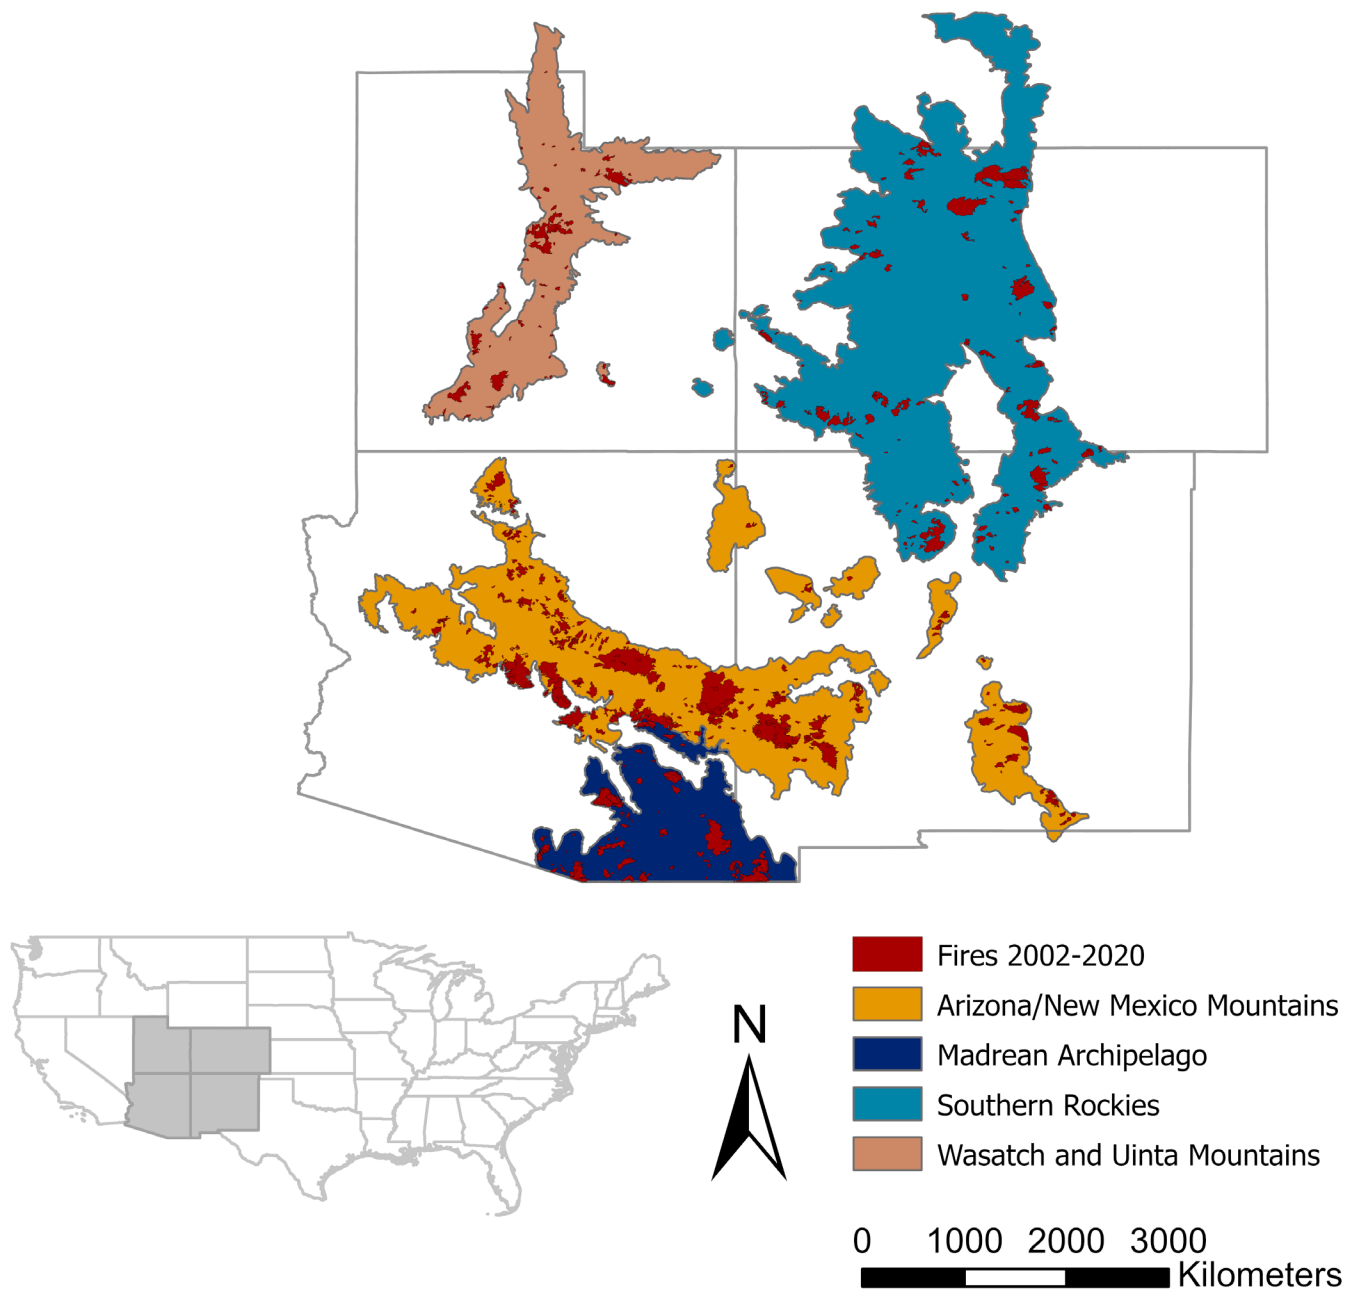 N
Fires 2002-2020
Arizona/New Mexico Mountains
Madrean Archipelago
Southern Rockies
Wasatch and Uinta Mountains
0 1000 2000 3000
Kilometers